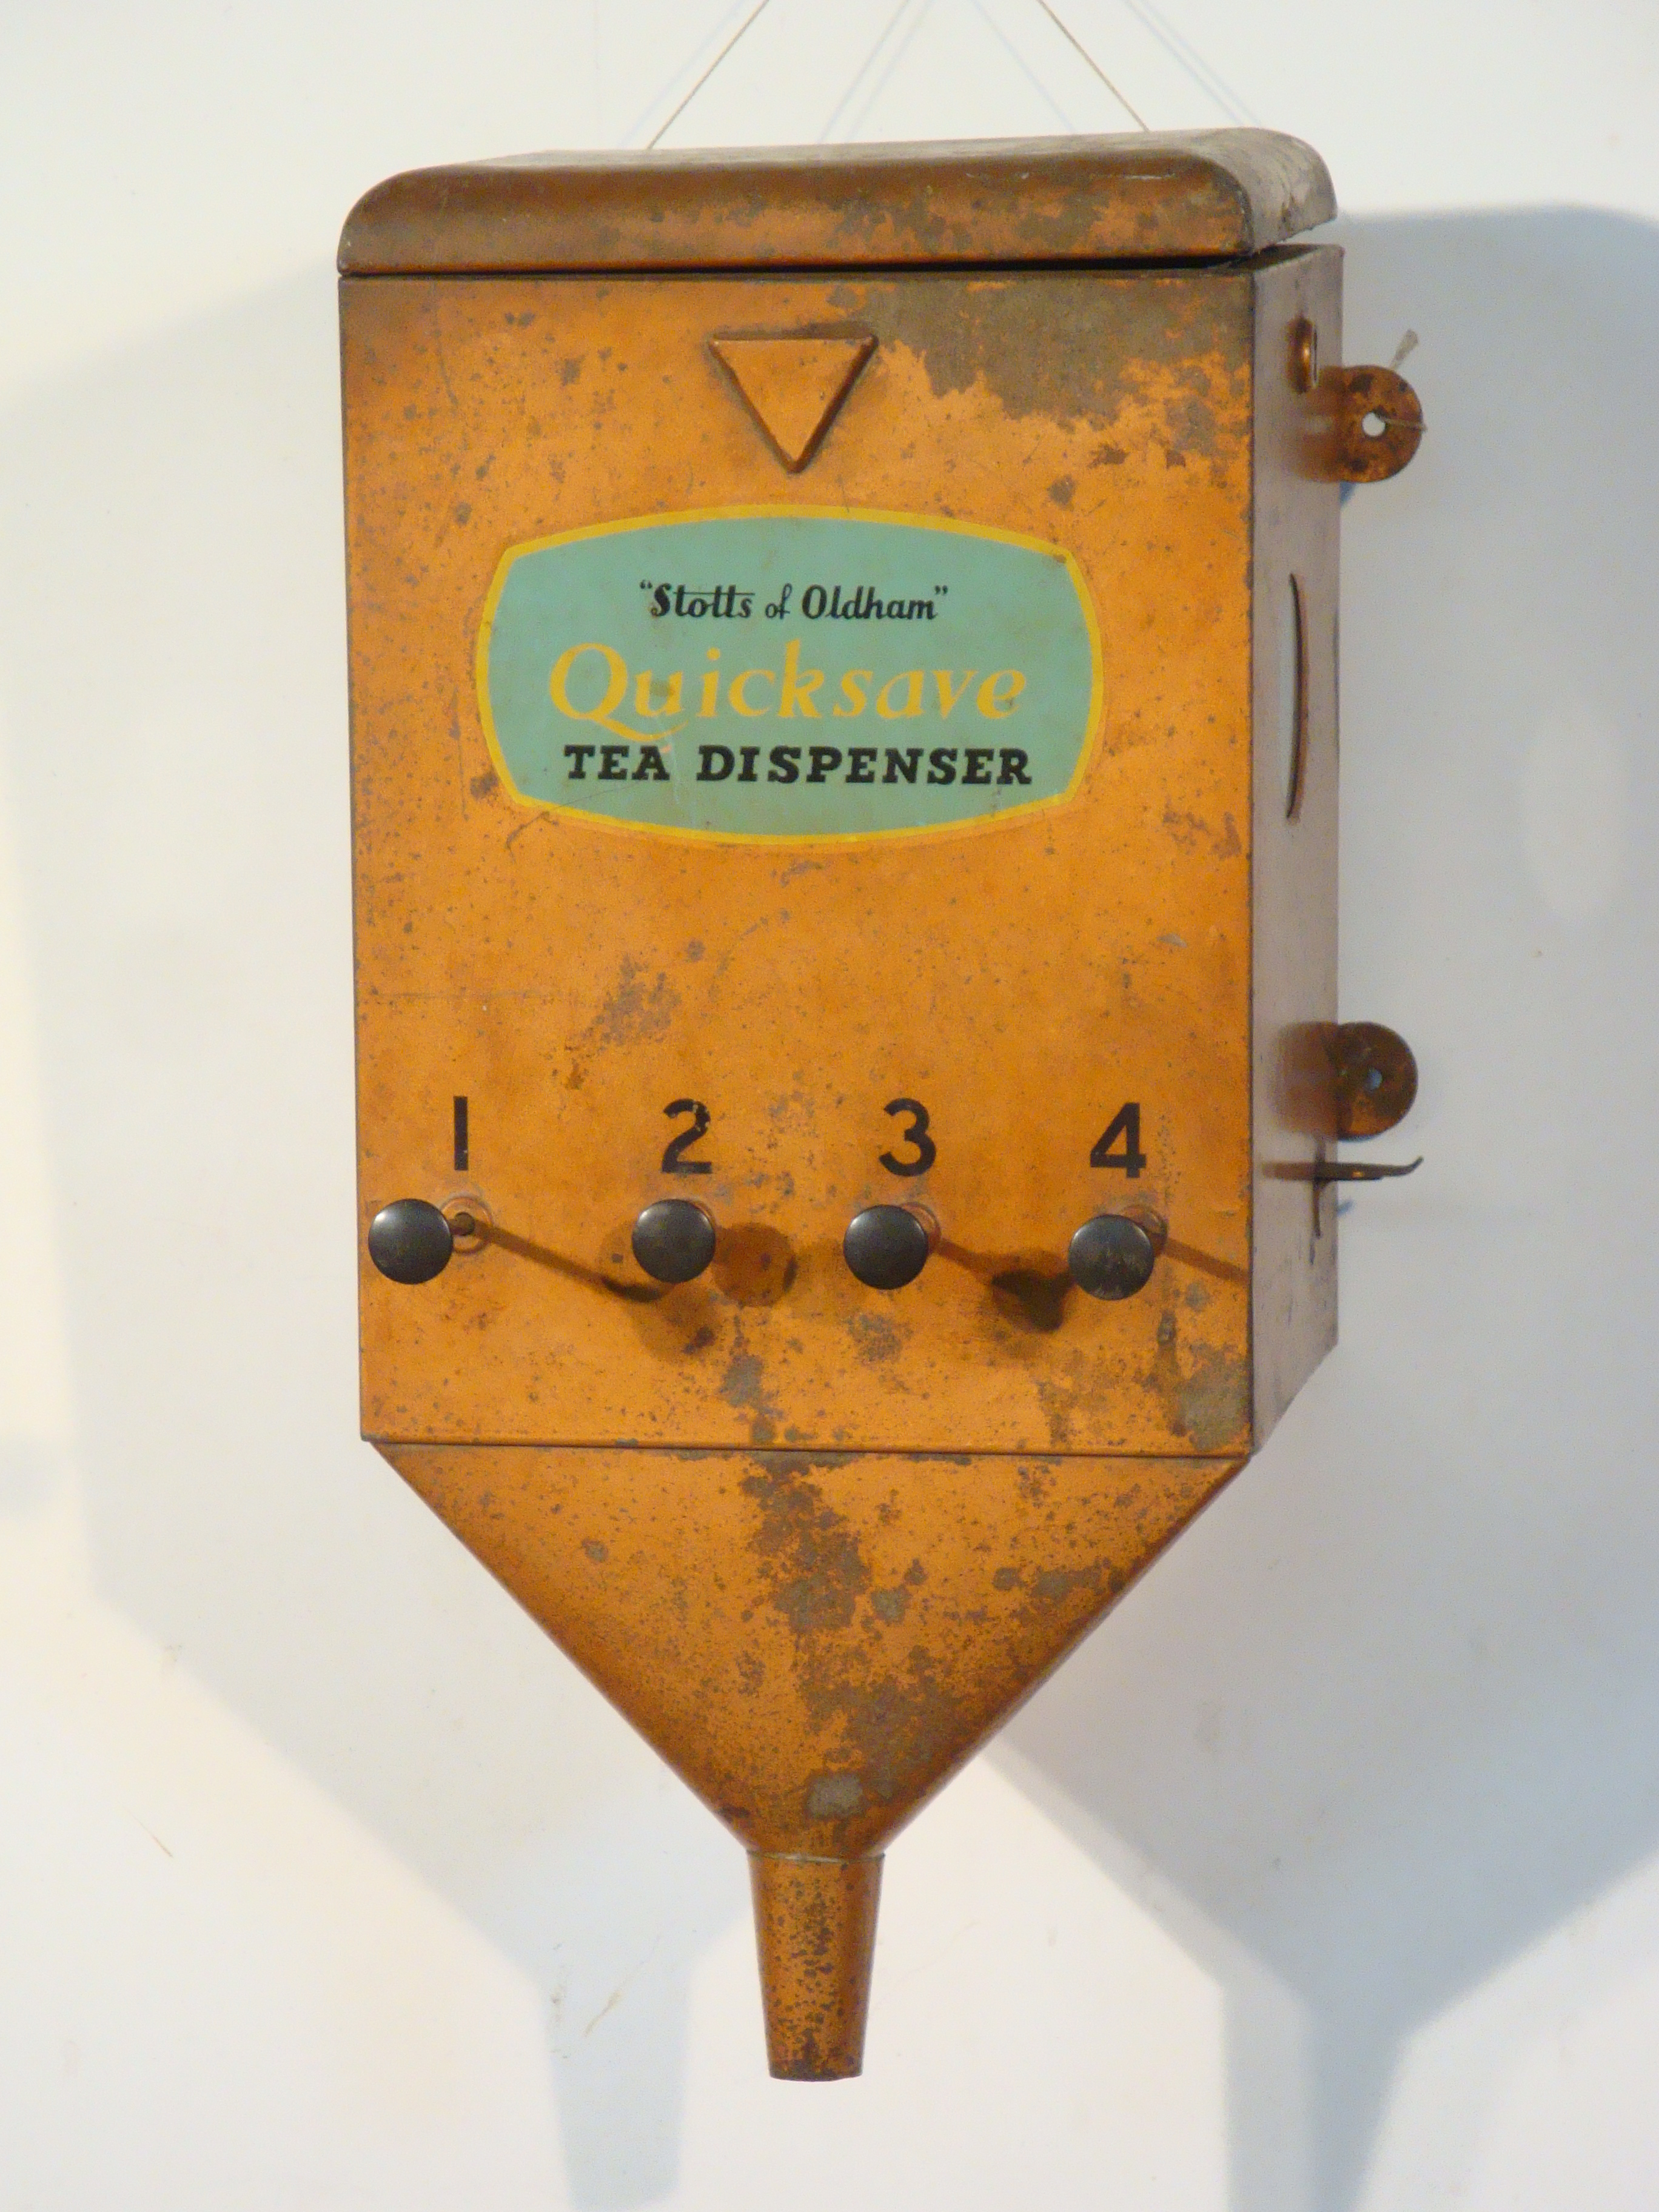 “Stotts of Oldham”
Quicksave
TEA DISPENSER
1 2 3 4